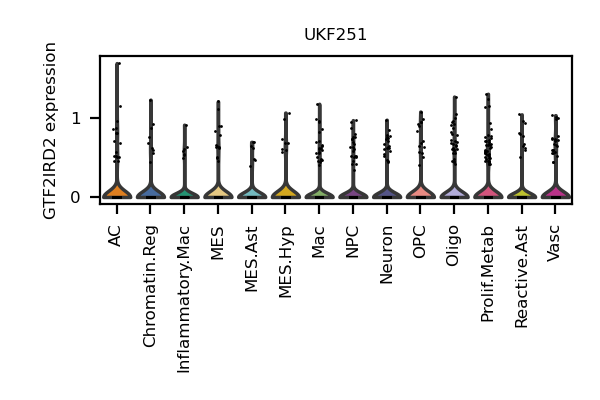 UKF251
GTF2IRD2 expression
1
0
AC
Chromatin.Reg
Inflammatory.Mac
MES
MES.Ast
MES.Hyp
Mac
NPC
Neuron
OPC
Oligo
Prolif.Metab
Reactive.Ast
Vasc